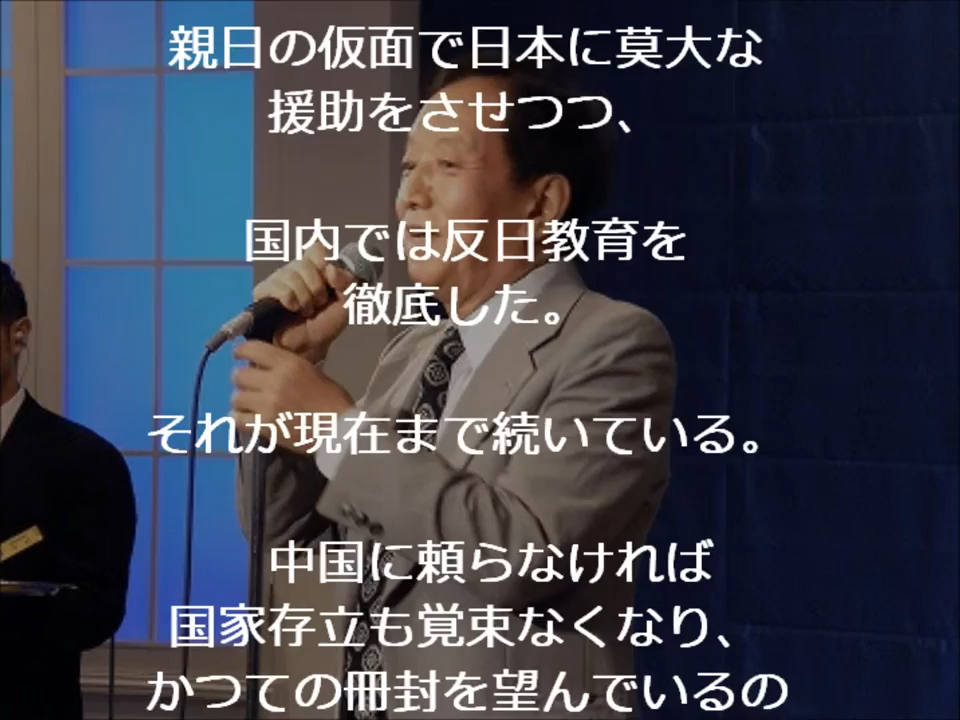 親日の仮面で日本に莫大な
援助をさせつつ、
国内では反日教育を
徹底した。
それが現在まで続いている。
中国に頼らなければ
国家存立も覚束なくなり、
かつての冊封を望んでいるの